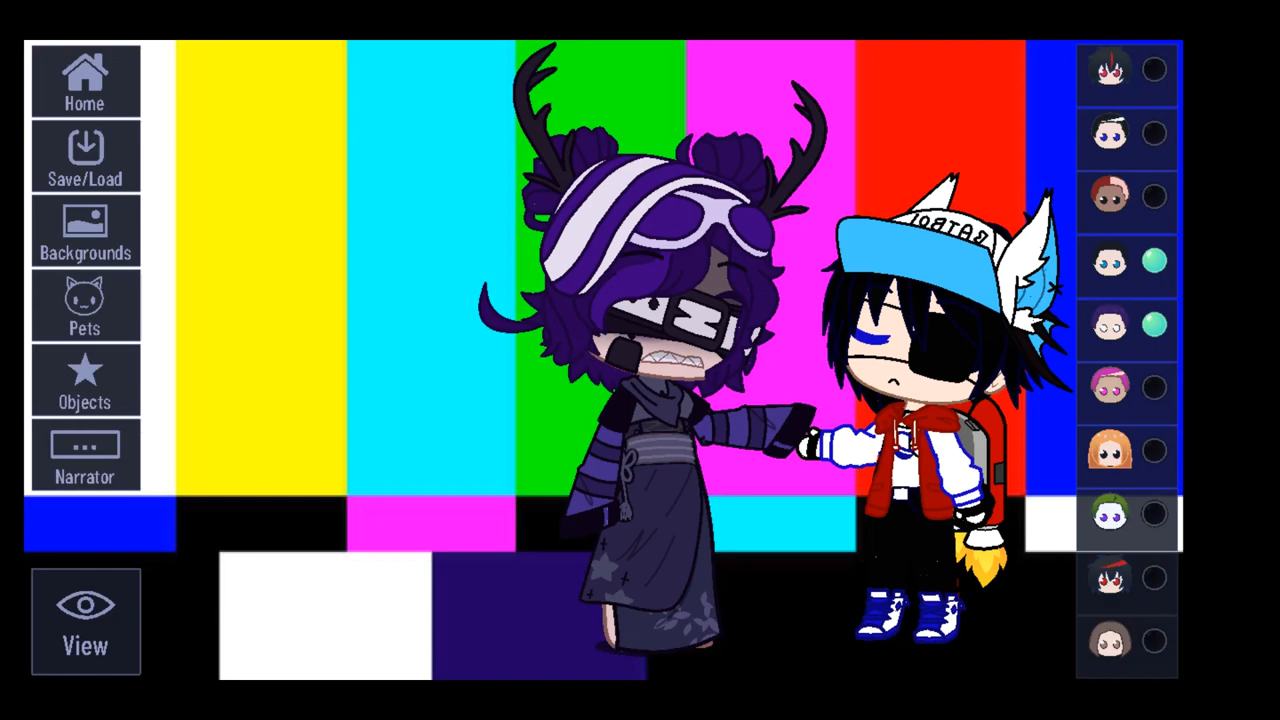 Home
Save/Load
Backgrounds
Pets
Objects
...
Narrator
View